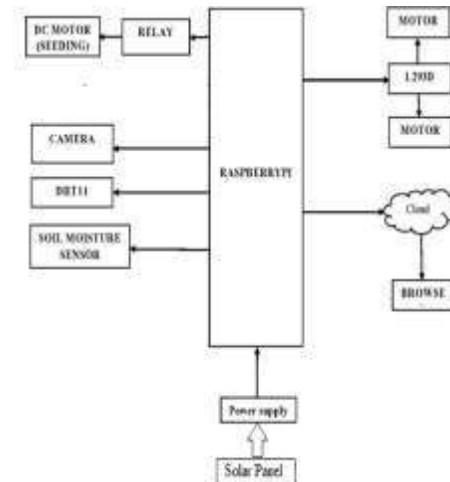 DC MOTOR
(SEEDING)
RELAY
MOTOR
L293D
MOTOR
CAMERA
RASPBERRYPI
DHT11
SOIL MOISTURE
SENSOR
Cloud
BROWSE
Power supply
Solar Panel